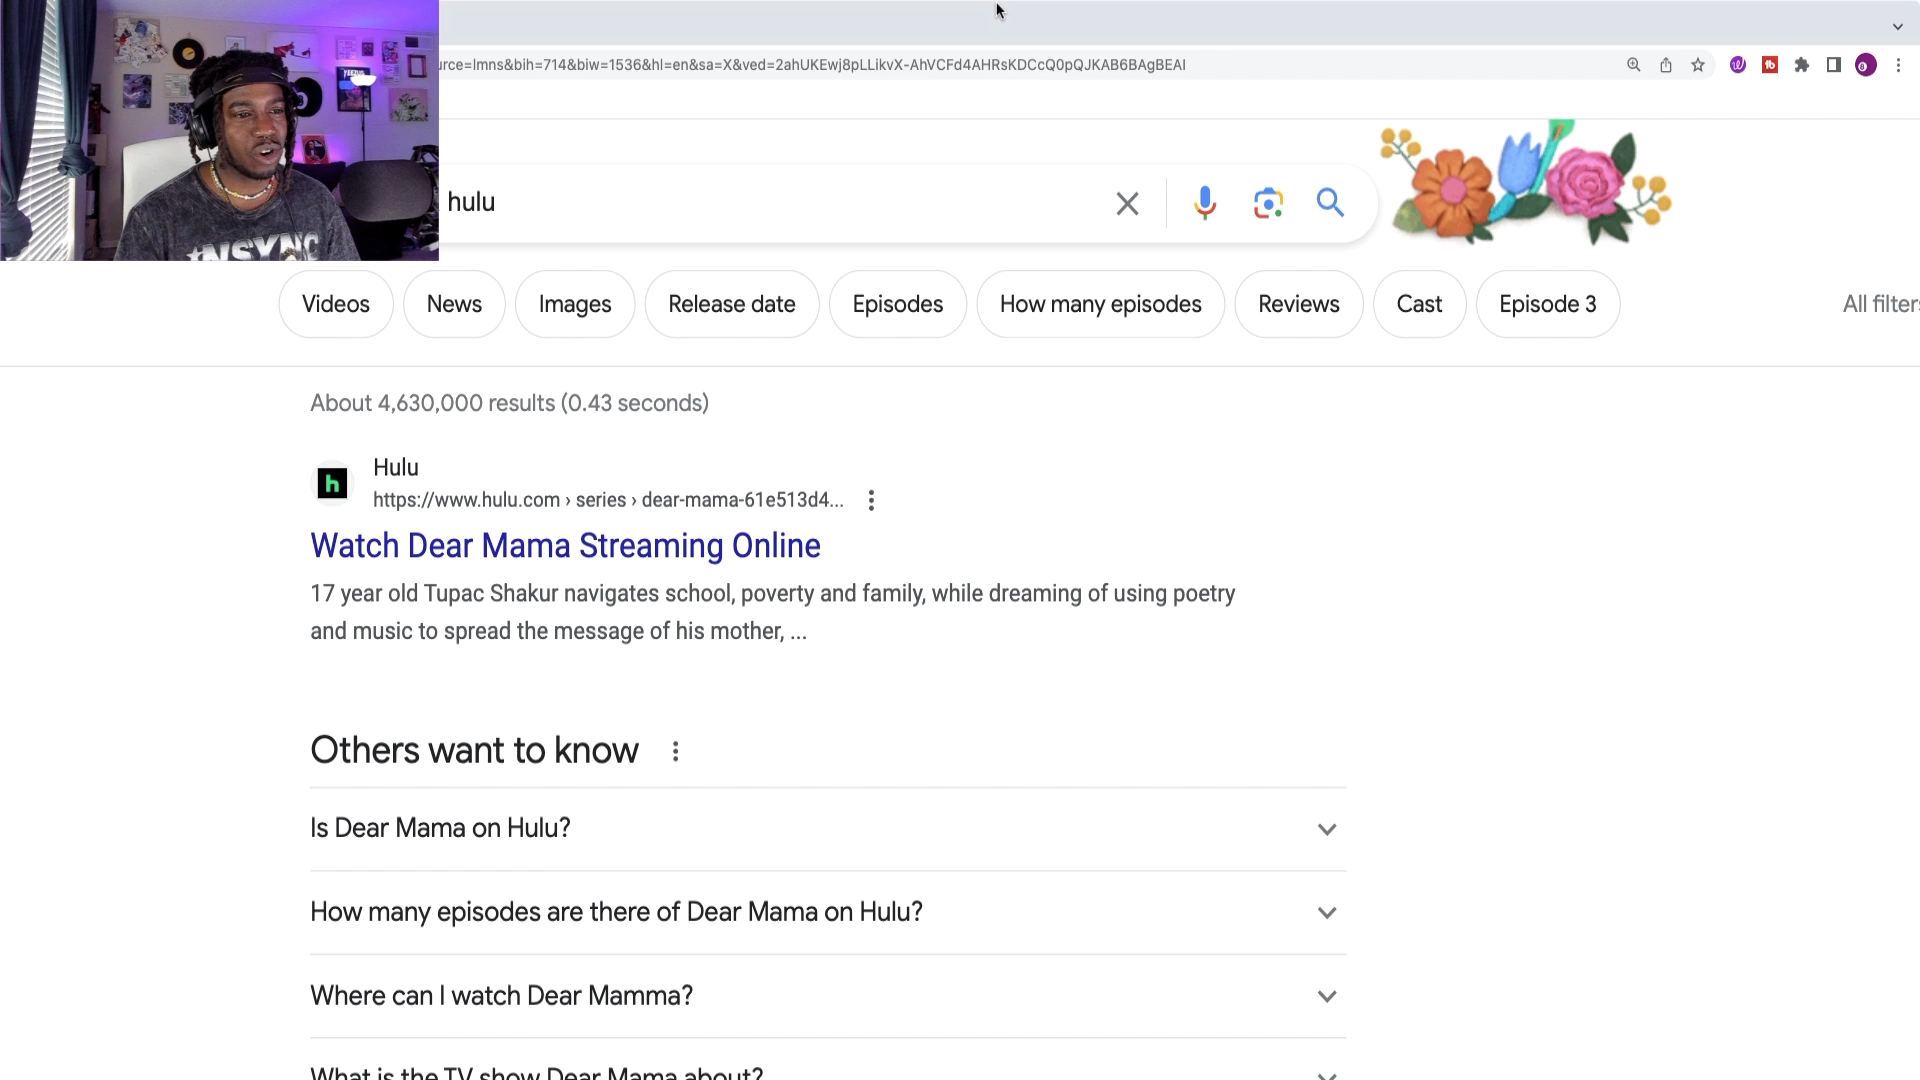 urce=lmns&bih=714&biw=1536&hl=en&sa=X&ved=2ahUKEwj8pLLikvX-AhVCFd4AHRsKDCcQ0pQJKAB6BAgBEAI
YEEZUS
*NSYNC
hulu
Videos News Images Release date Episodes How many episodes Reviews Cast Episode 3 All filter
About 4,630,000 results (0.43 seconds)
h
Hulu
https://www.hulu.com › series › dear-mama-61e513d4...
Watch Dear Mama Streaming Online
17 year old Tupac Shakur navigates school, poverty and family, while dreaming of using poetry
and music to spread the message of his mother, ...
Others want to know
Is Dear Mama on Hulu?
How many episodes are there of Dear Mama on Hulu?
Where can I watch Dear Mamma?
What is the TV show Dear Mama about?